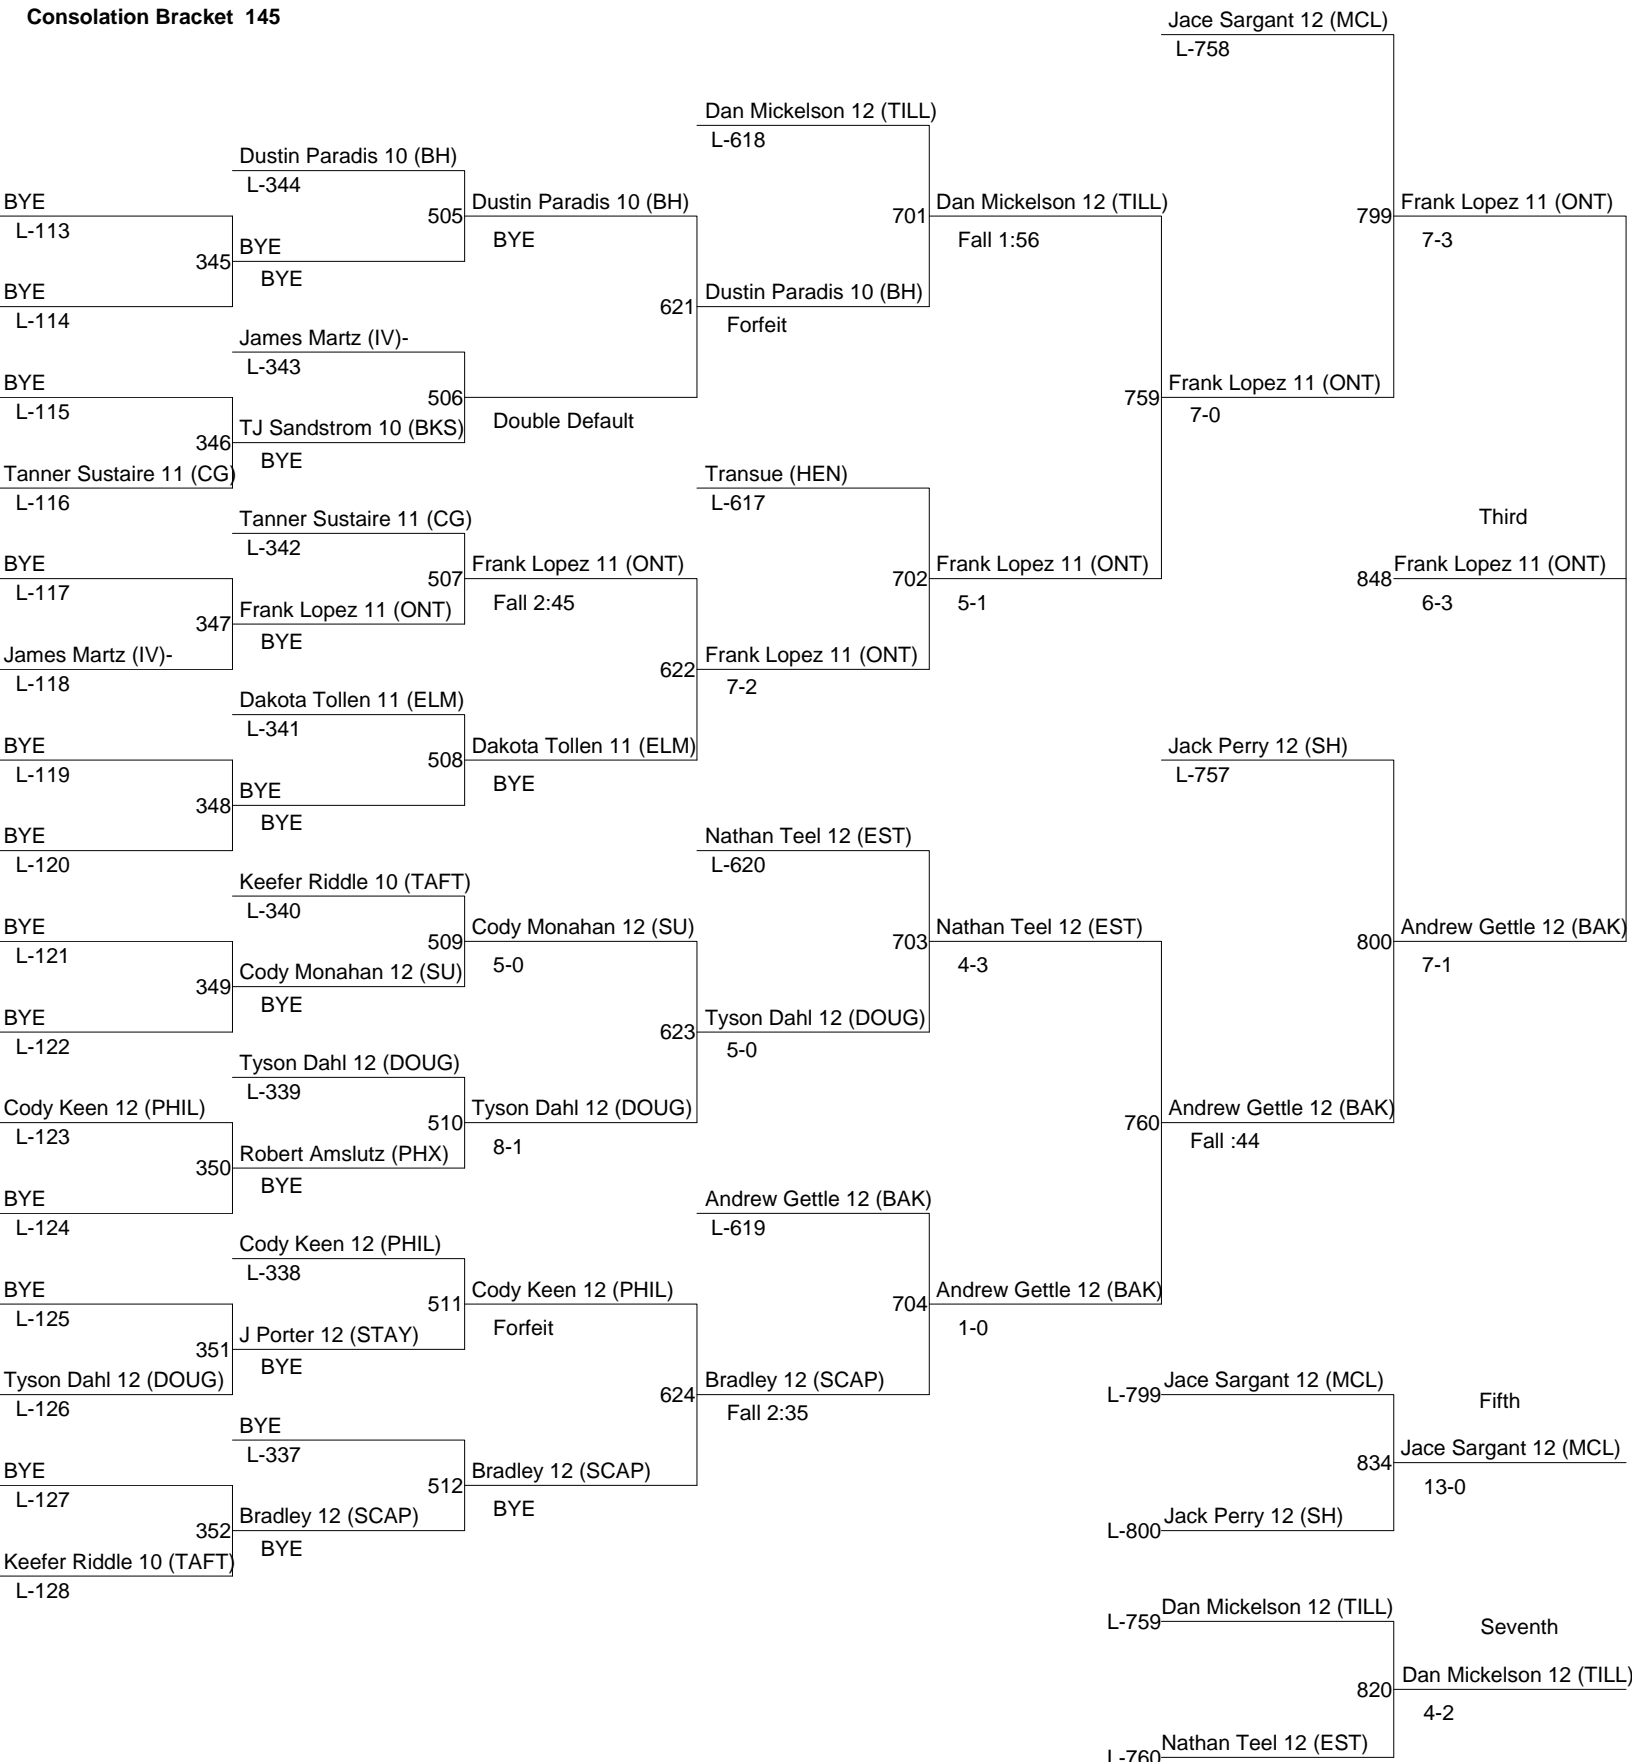 Consolation Bracket 145
Jace Sargant 12 (MCL)
L-758
Dan Mickelson 12 (TILL)
L-618
Dustin Paradis 10 (BH)
L-344
BYE
L-113
505
Dustin Paradis 10 (BH)
BYE
701
Dan Mickelson 12 (TILL)
Fall 1:56
799
Frank Lopez 11 (ONT)
7-3
345
BYE
BYE
BYE
L-114
621
Dustin Paradis 10 (BH)
Forfeit
James Martz (IV)-
L-343
BYE
L-115
506
Double Default
759
Frank Lopez 11 (ONT)
7-0
346
TJ Sandstrom 10 (BKS)
BYE
Tanner Sustaire 11 (CG)
L-116
Transue (HEN)
L-617
Tanner Sustaire 11 (CG)
L-342
Third
BYE
L-117
507
Frank Lopez 11 (ONT)
Fall 2:45
702
Frank Lopez 11 (ONT)
5-1
848
Frank Lopez 11 (ONT)
6-3
347
Frank Lopez 11 (ONT)
BYE
James Martz (IV)-
L-118
622
Frank Lopez 11 (ONT)
7-2
Dakota Tollen 11 (ELM)
L-341
BYE
L-119
508
Dakota Tollen 11 (ELM)
BYE
Jack Perry 12 (SH)
L-757
348
BYE
BYE
BYE
L-120
Nathan Teel 12 (EST)
L-620
Keefer Riddle 10 (TAFT)
L-340
BYE
L-121
509
Cody Monahan 12 (SU)
5-0
703
Nathan Teel 12 (EST)
4-3
800
Andrew Gettle 12 (BAK)
7-1
349
Cody Monahan 12 (SU)
BYE
BYE
L-122
623
Tyson Dahl 12 (DOUG)
5-0
Tyson Dahl 12 (DOUG)
L-339
Cody Keen 12 (PHIL)
L-123
510
Tyson Dahl 12 (DOUG)
8-1
760
Andrew Gettle 12 (BAK)
Fall :44
350
Robert Amslutz (PHX)
BYE
BYE
L-124
Andrew Gettle 12 (BAK)
L-619
Cody Keen 12 (PHIL)
L-338
BYE
L-125
511
Cody Keen 12 (PHIL)
Forfeit
704
Andrew Gettle 12 (BAK)
1-0
351
J Porter 12 (STAY)
BYE
Tyson Dahl 12 (DOUG)
L-126
624
Bradley 12 (SCAP)
Fall 2:35
L-799
Jace Sargant 12 (MCL)
Fifth
BYE
L-337
834
Jace Sargant 12 (MCL)
13-0
BYE
L-127
512
Bradley 12 (SCAP)
BYE
352
Bradley 12 (SCAP)
BYE
L-800
Jack Perry 12 (SH)
Keefer Riddle 10 (TAFT)
L-128
L-759
Dan Mickelson 12 (TILL)
Seventh
820
Dan Mickelson 12 (TILL)
4-2
L-760
Nathan Teel 12 (EST)